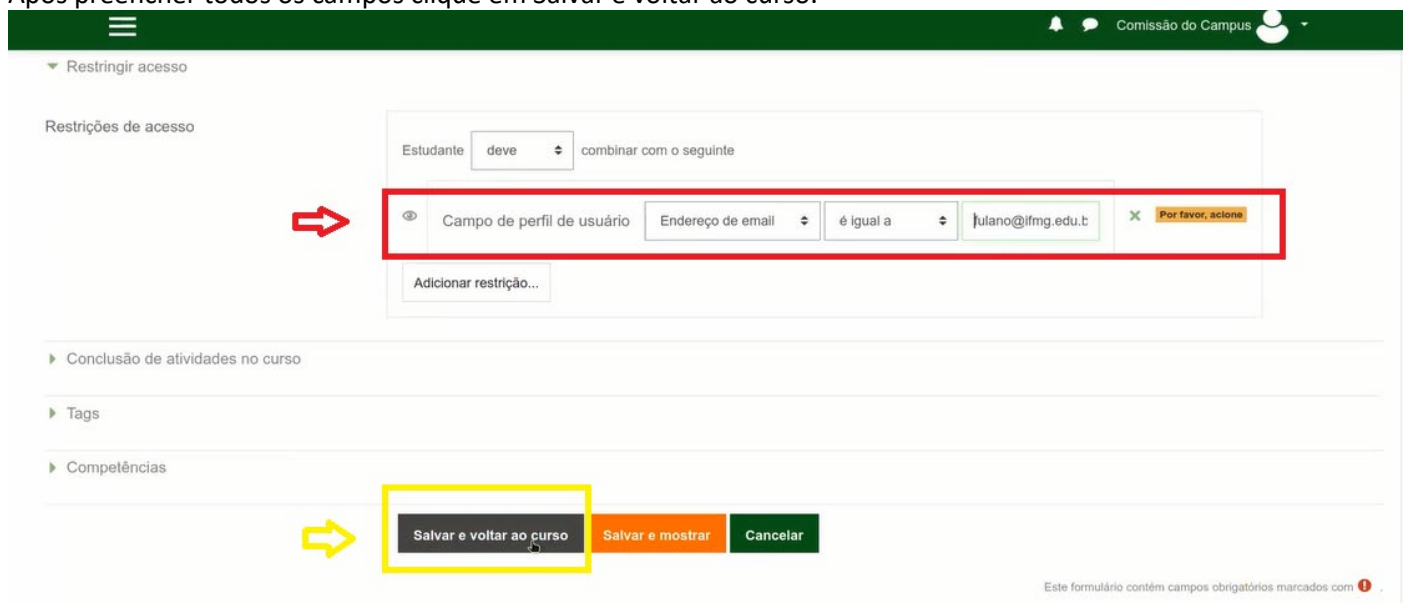 Após preencher todos os campos clique em Salvar e voltar ao curso.
Comissão do Campus
Restringir acesso
Restrições de acesso
Estudante deve combinar com o seguinte
Campo de perfil de usuário Endereço de email é igual a fulano@ifmg.edu.b Por favor, acione
Adicionar restrição...
Conclusão de atividades no curso
Tags
Competências
Salvar e voltar ao curso Salvar e mostrar Cancelar
Este formulário contém campos obrigatórios marcados com .